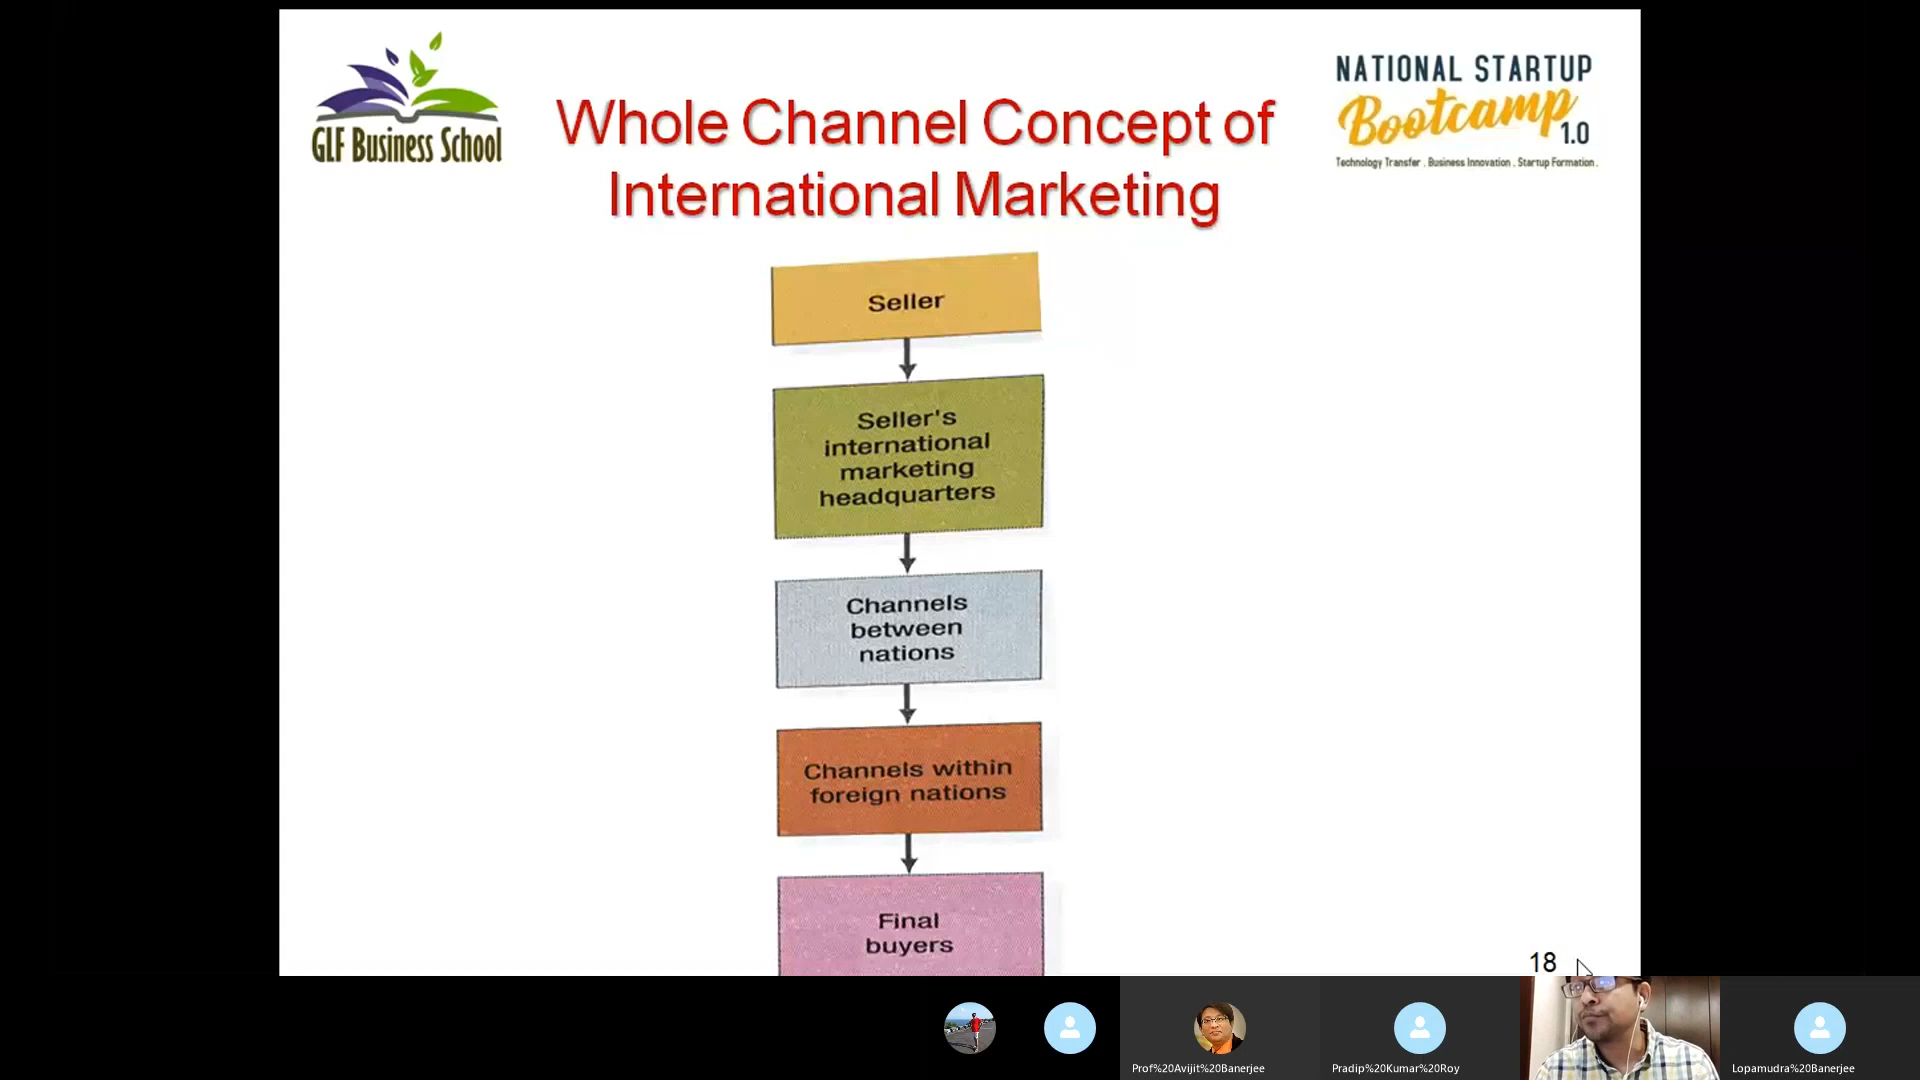 GLF Business School
NATIONAL STARTUP
Bootcamp
1.0
Technology Transfer . Business Innovation . Startup Formation .
Whole Channel Concept of
International Marketing
Seller
Seller's
international
marketing
headquarters
Channels
between
nations
Channels within
foreign nations
Final
buyers
18
Prof%20Avijit%20Banerjee
Pradip%20Kumar%20Roy
Lopamudra%20Banerjee